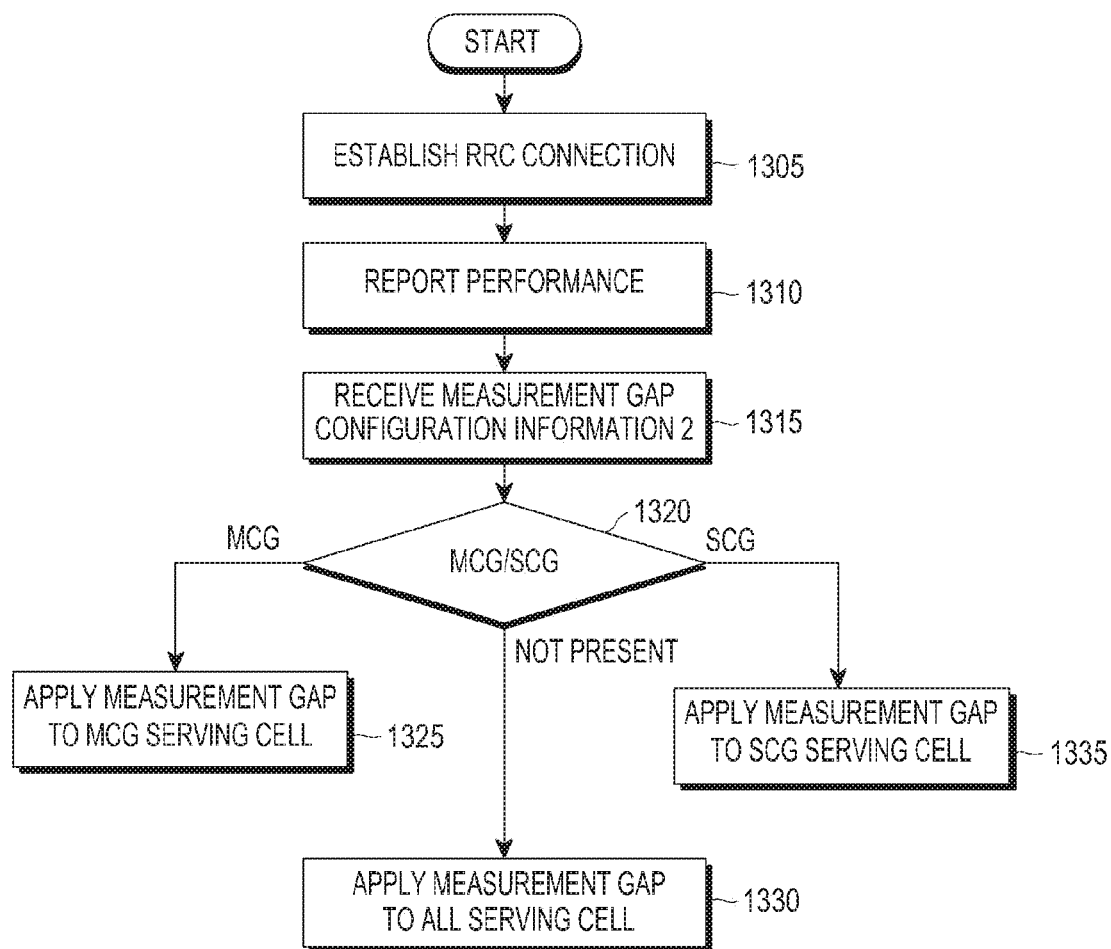 START
ESTABLISH RRC CONNECTION
1305
REPORT PERFORMANCE
1310
RECEIVE MEASUREMENT GAP
CONFIGURATION INFORMATION 2
1315
1320
MCG
MCG/SCG
SCG
NOT PRESENT
APPLY MEASUREMENT GAP
TO MCG SERVING CELL
1325
APPLY MEASUREMENT GAP
TO SCG SERVING CELL
1335
APPLY MEASUREMENT GAP
TO ALL SERVING CELL
1330